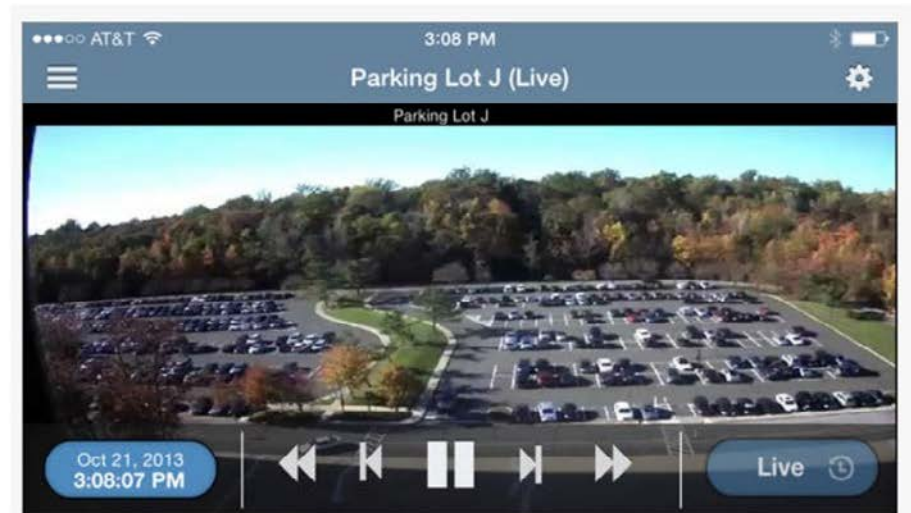 AT&T
3:08 PM
Parking Lot J (Live)
Parking Lot J
Oct 21, 2013
3:08:07 PM
Live